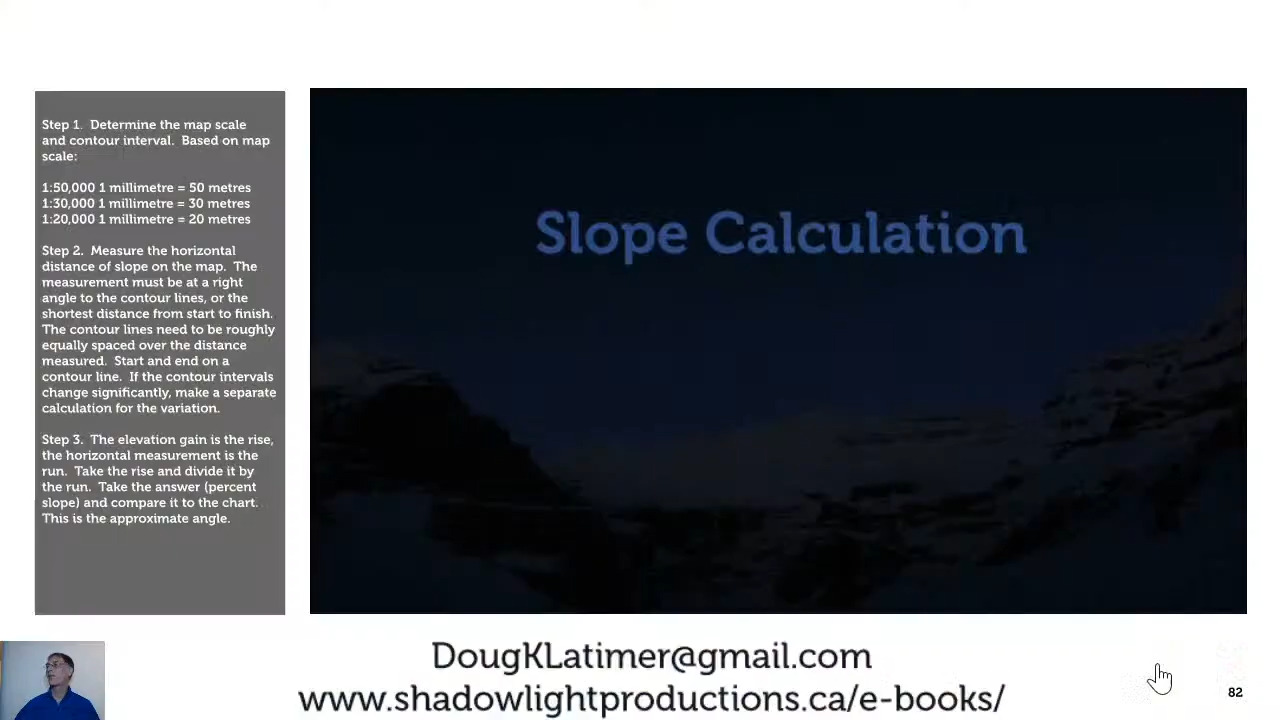 Step 1.  Determine the map scale
and contour interval.  Based on map
scale:
1:50,000 1 millimetre = 50 metres
1:30,000 1 millimetre = 30 metres
1:20,000 1 millimetre = 20 metres
Step 2.  Measure the horizontal
distance of slope on the map.  The
measurement must be at a right
angle to the contour lines, or the
shortest distance from start to finish.
The contour lines need to be roughly
equally spaced over the distance
measured.  Start and end on a
contour line.  If the contour intervals
change significantly, make a separate
calculation for the variation.
Step 3.  The elevation gain is the rise,
the horizontal measurement is the
run.  Take the rise and divide it by
the run.  Take the answer (percent
slope) and compare it to the chart.
This is the approximate angle.
Slope Calculation
DougKLatimer@gmail.com
www.shadowlightproductions.ca/e-books/
82